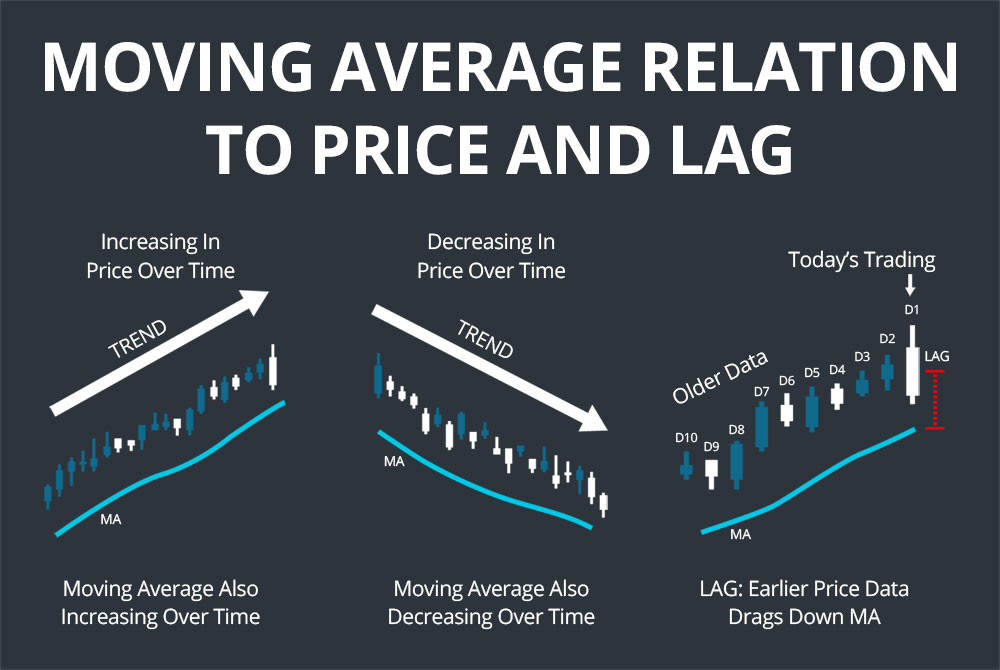 MOVING AVERAGE RELATION
TO PRICE AND LAG
Increasing In
Price Over Time
TREND
MA
Moving Average Also
Increasing Over Time
Decreasing In
Price Over Time
TREND
MA
Moving Average Also
Decreasing Over Time
Today’s Trading
Older Data
D10
D9
D8
D7
D6
D5
D4
D3
D2
D1
LAG
MA
LAG: Earlier Price Data
Drags Down MA